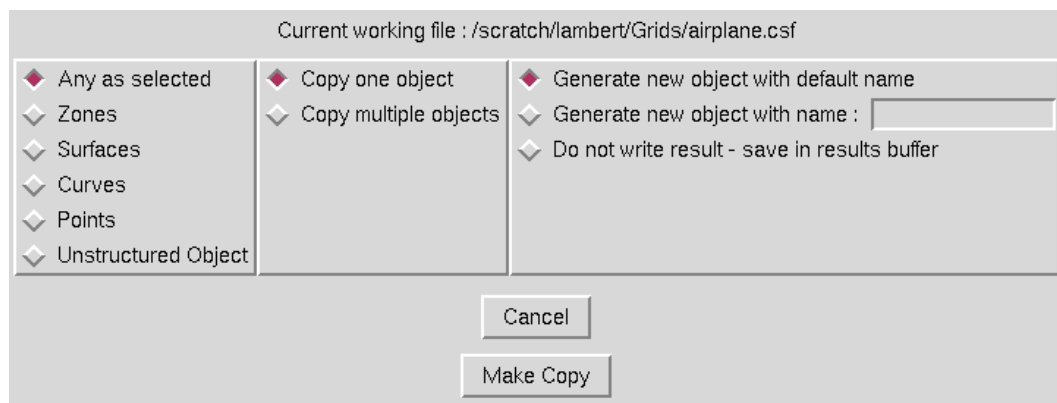 Current working file : /scratch/lambert/Grids/airplane.csf
Any as selected
Zones
Surfaces
Curves
Points
Unstructured Object
Copy one object
Copy multiple objects
Generate new object with default name
Generate new object with name :
Do not write result - save in results buffer
Cancel
Make Copy